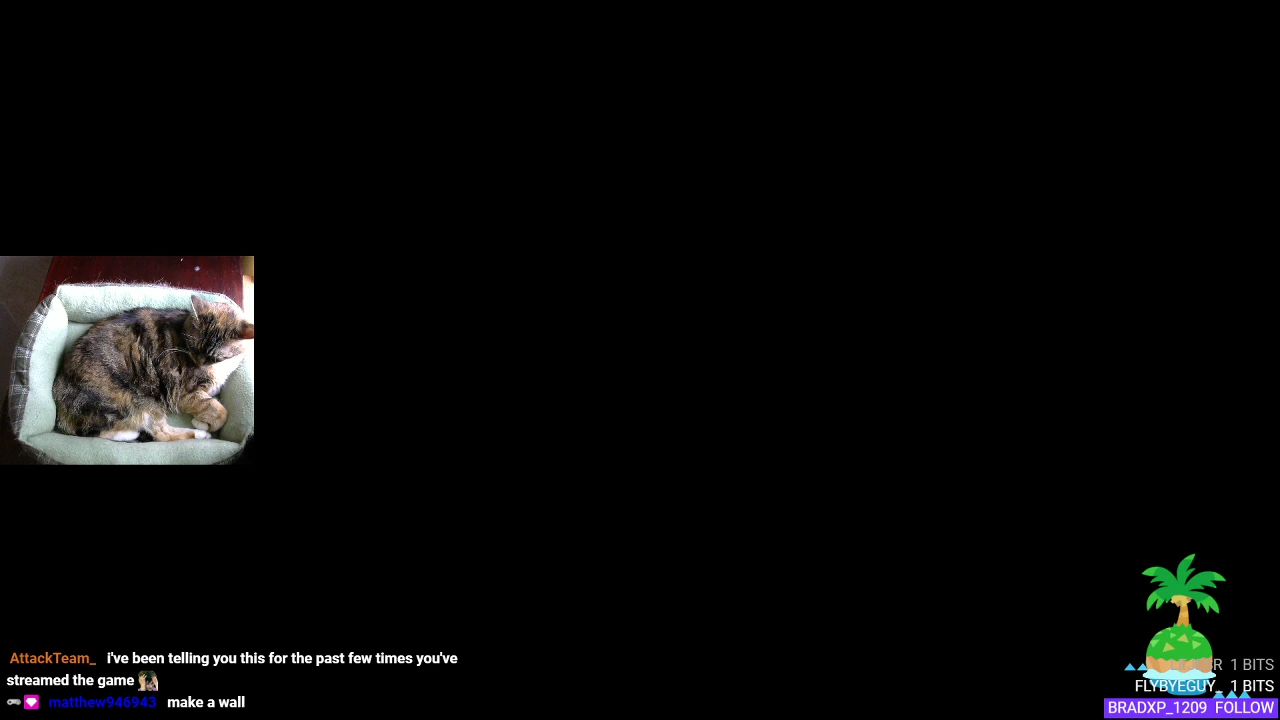 AttackTeam_ i've been telling you this for the past few times you've
streamed the game
matthew946943 make a wall
R 1 BITS
FLYBYEGUY_ 1 BITS
BRADXP_1209 FOLLOW